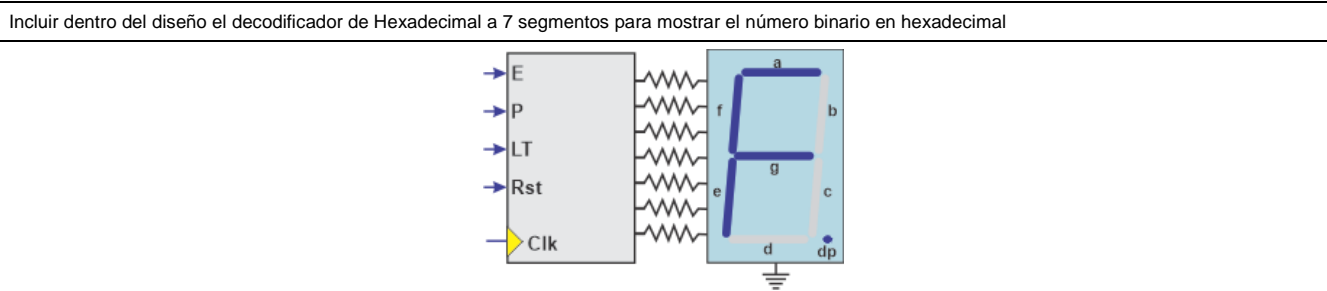 Incluir dentro del diseño el decodificador de Hexadecimal a 7 segmentos para mostrar el número binario en hexadecimal
E
P
LT
Rst
Clk
a
f
b
g
e
c
d
dp